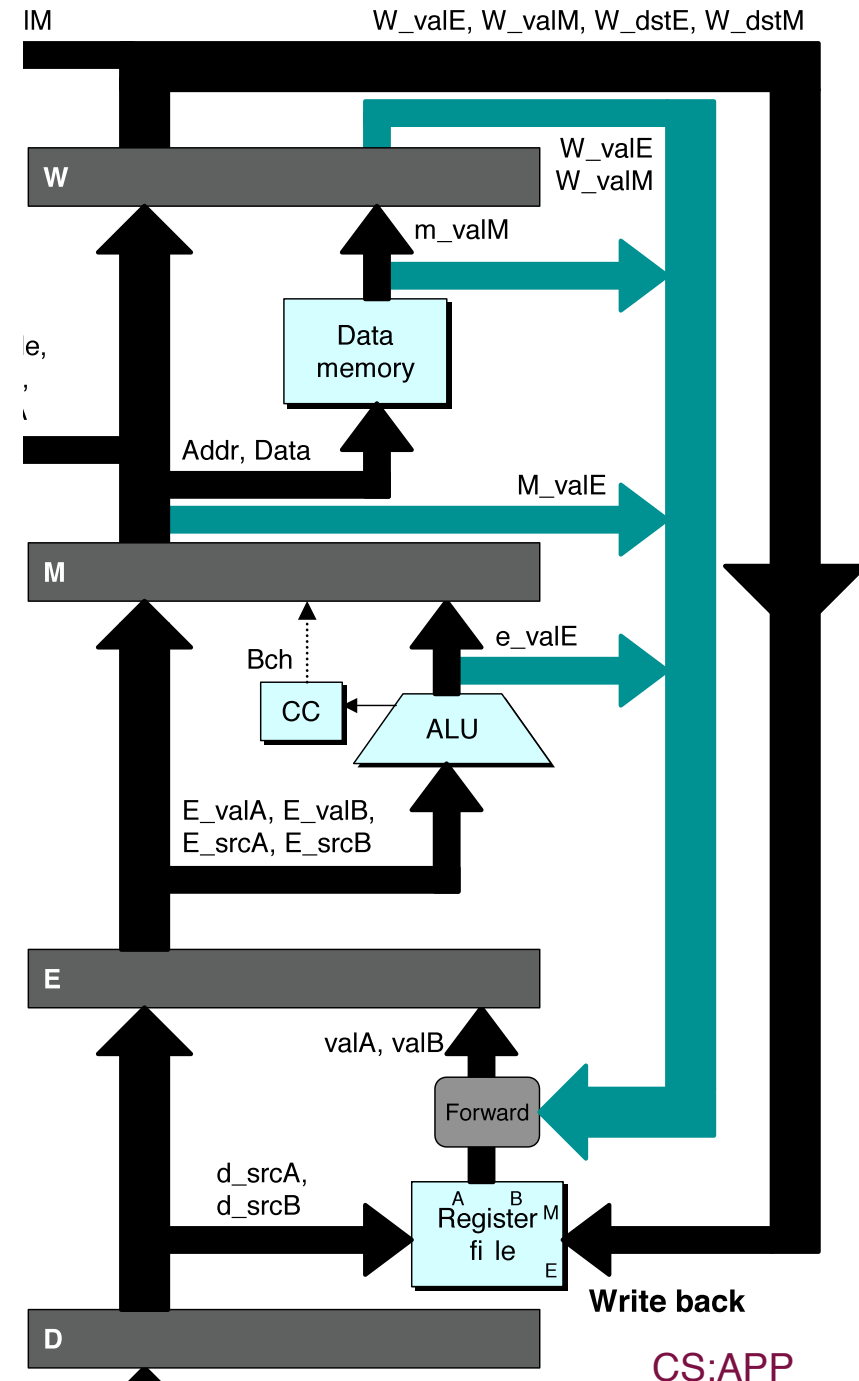 W_valE, W_valM, W_dstE, W_dstM
W_valE
W_valM
W
m_valM
Data
memory
Addr, Data
M_valE
M
e_valE
Bch
CC
ALU
E_valA, E_valB,
E_srcA, E_srcB
E
valA, valB
Forward
d_srcA,
d_srcB
A B
Register M
fi le
E
Write back
D
CS:APP